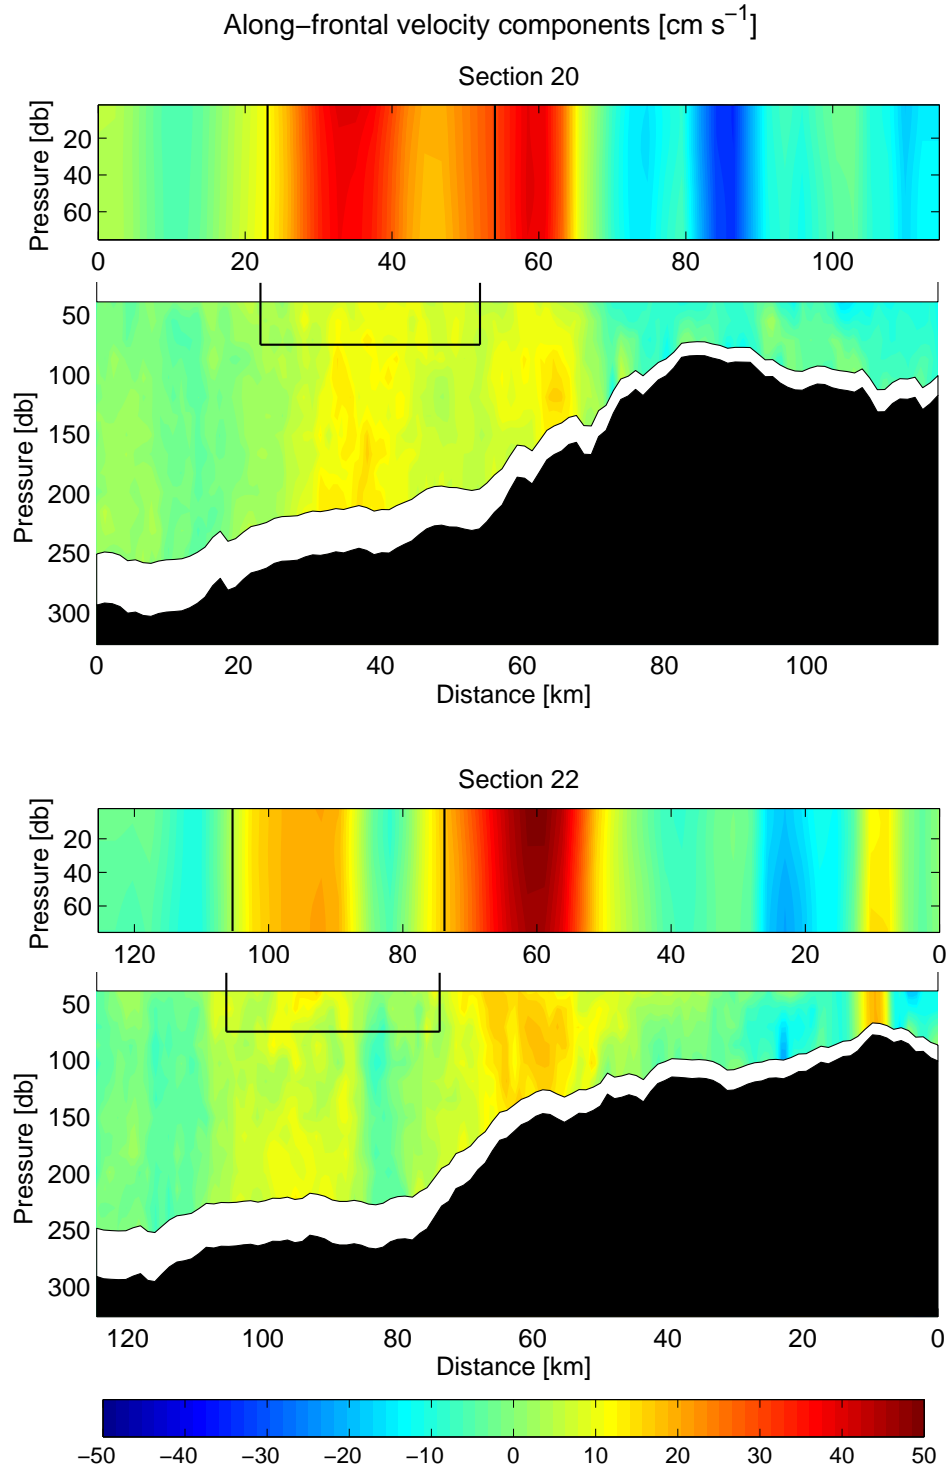 Along−frontal velocity components [cm s⁻¹]
Section 20
Pressure [db]
20
40
60
0 20 40 60 80 100
Pressure [db]
50
100
150
200
250
300
0 20 40 60 80 100
Distance [km]
Section 22
Pressure [db]
20
40
60
120 100 80 60 40 20 0
Pressure [db]
50
100
150
200
250
300
120 100 80 60 40 20 0
Distance [km]
−50 −40 −30 −20 −10 0 10 20 30 40 50